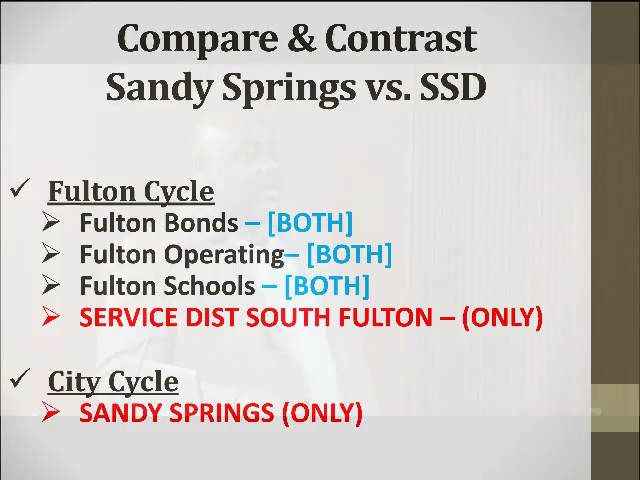 Compare & Contrast
Sandy Springs vs. SSD
✓ Fulton Cycle
➢ Fulton Bonds – [BOTH]
➢ Fulton Operating– [BOTH]
➢ Fulton Schools – [BOTH]
➢ SERVICE DIST SOUTH FULTON – (ONLY)
✓ City Cycle
➢ SANDY SPRINGS (ONLY)